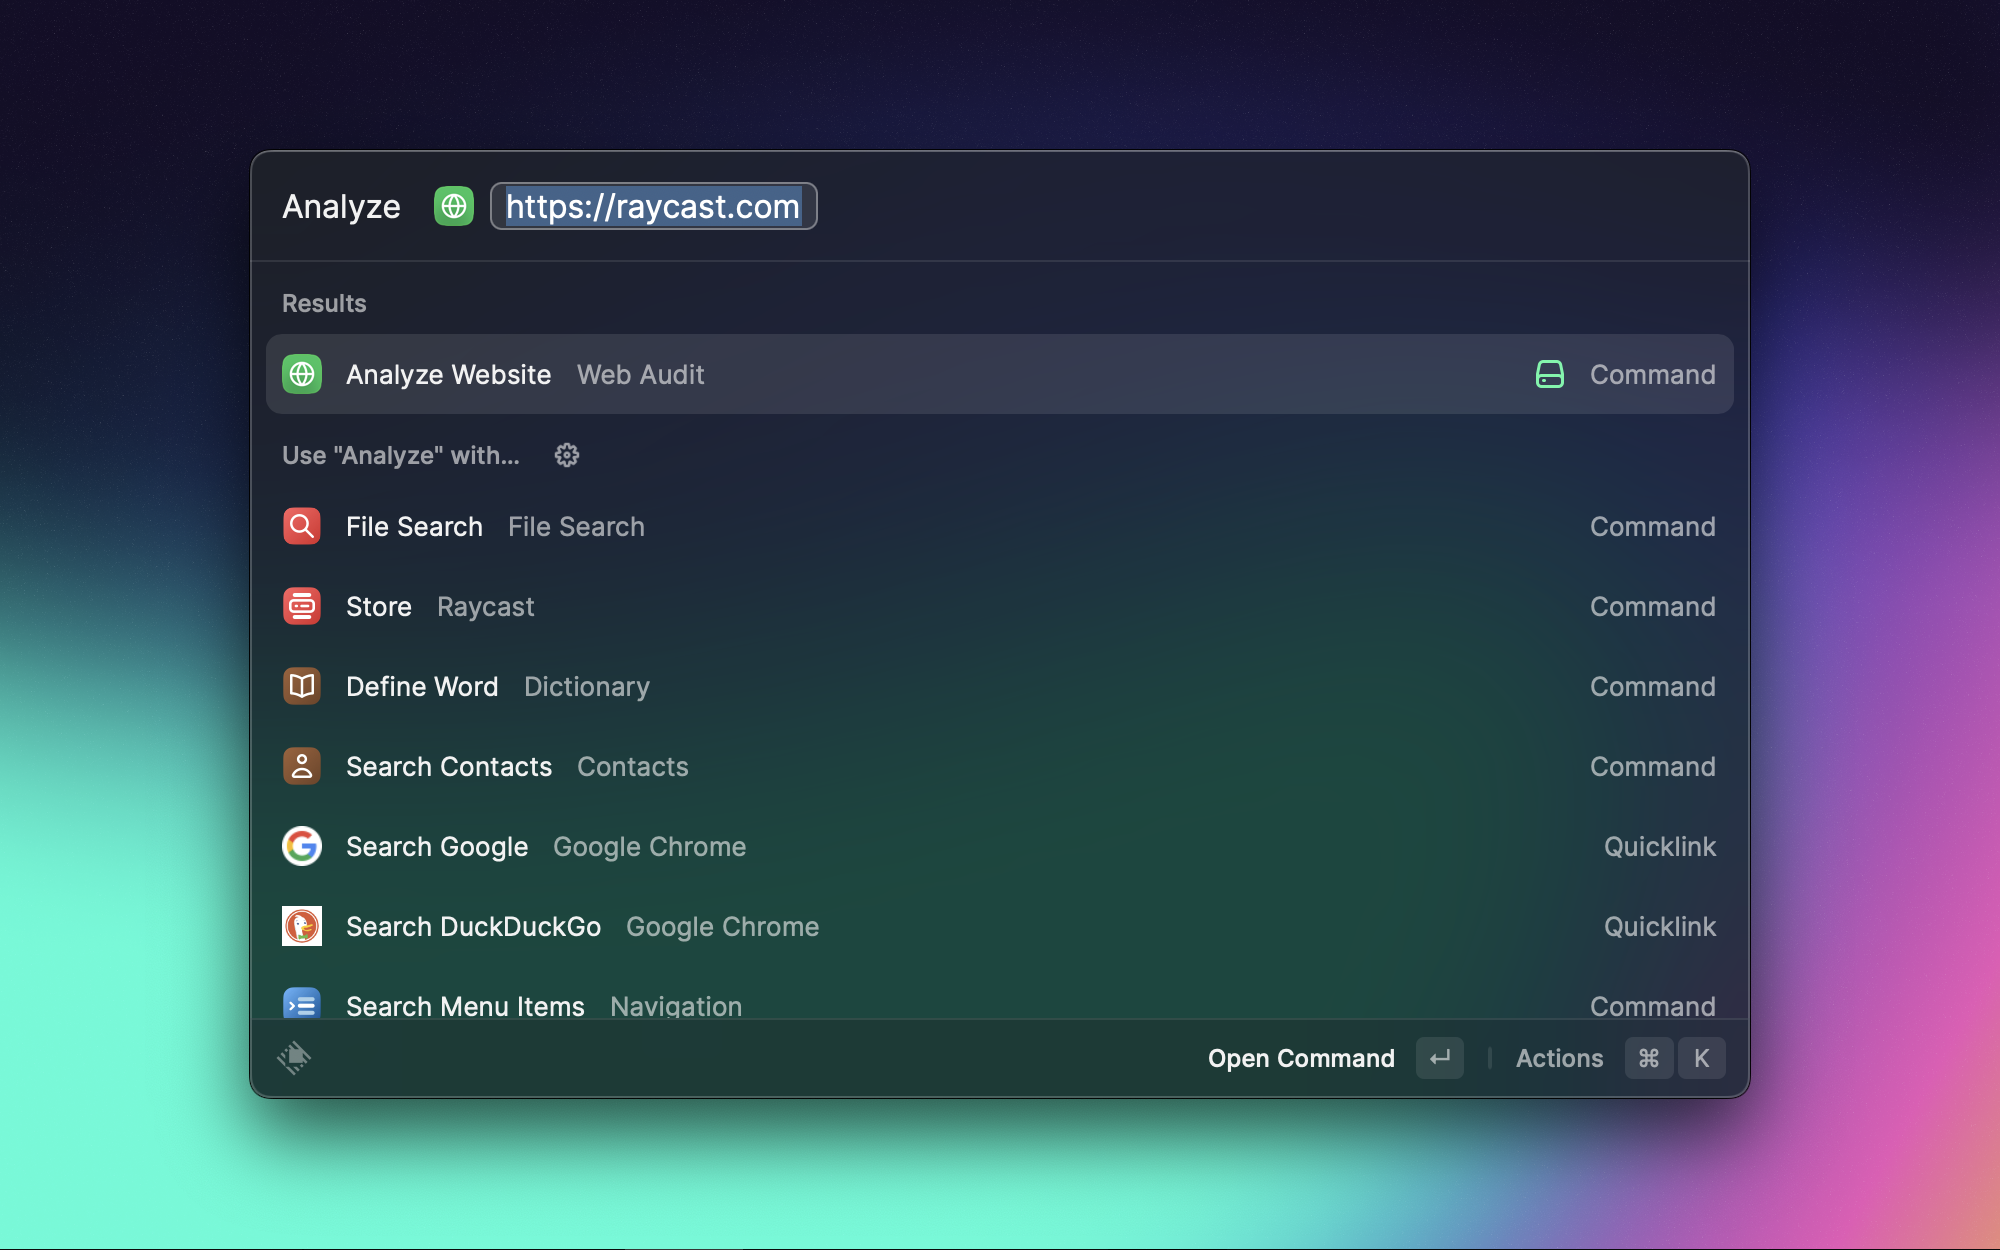 Analyze https://raycast.com
Results
Analyze Website Web Audit Command
Use "Analyze" with...
File Search File Search Command
Store Raycast Command
Define Word Dictionary Command
Search Contacts Contacts Command
Search Google Google Chrome Quicklink
Search DuckDuckGo Google Chrome Quicklink
Search Menu Items Navigation Command
Open Command ↵ Actions ⌘ K